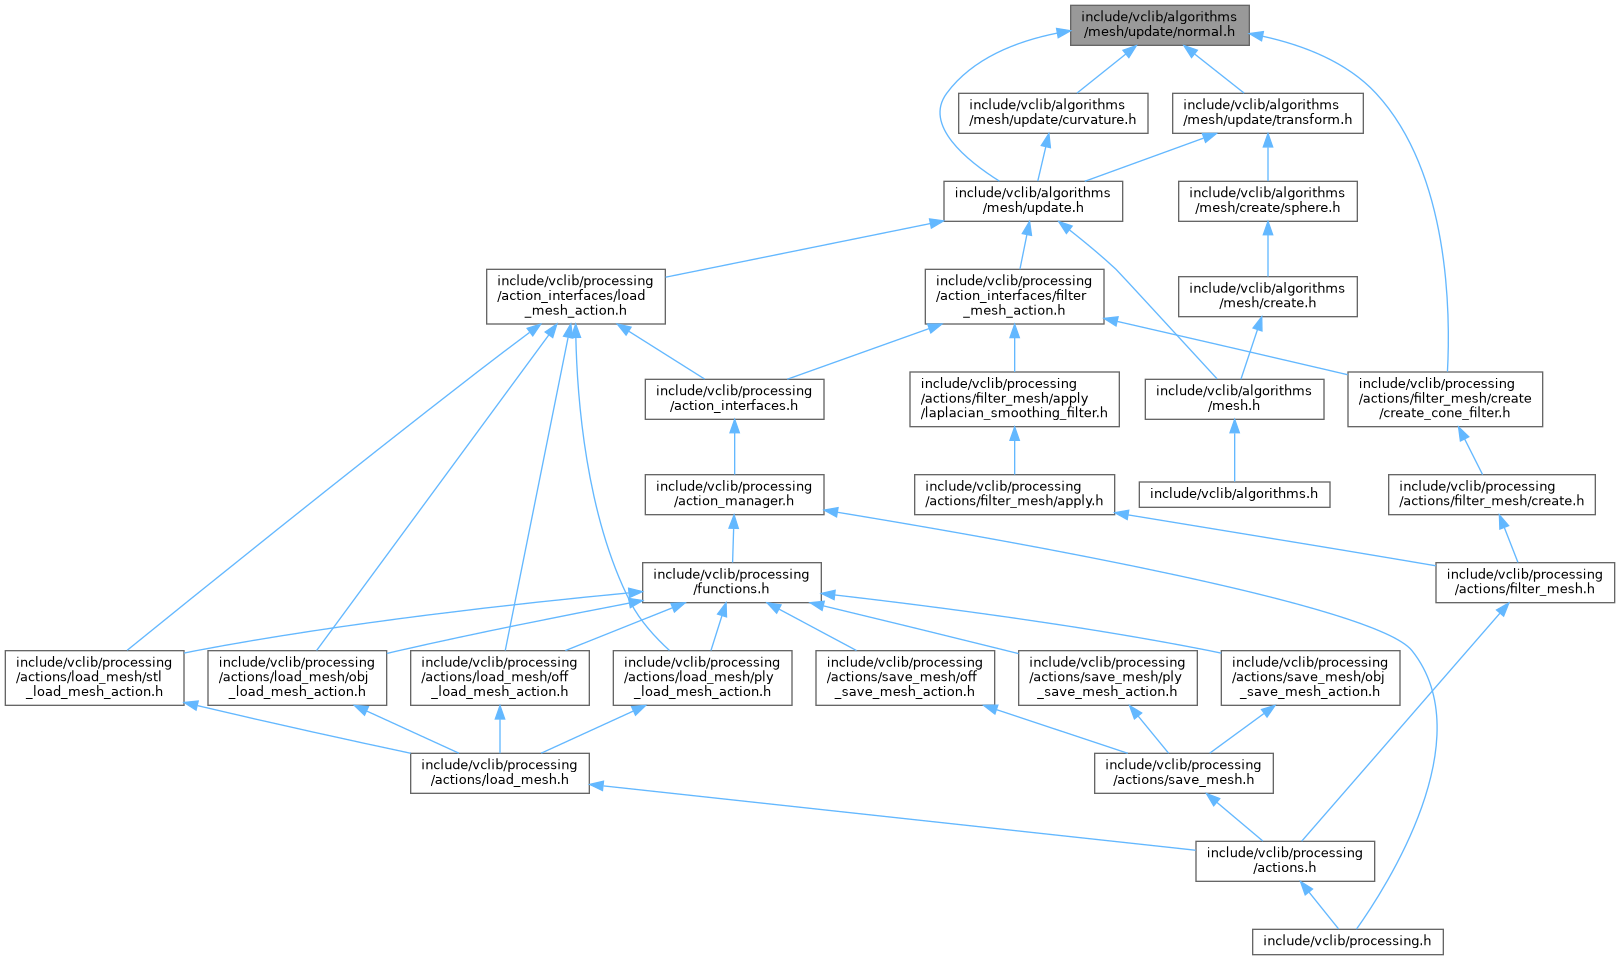 include/vclib/algorithms
/mesh/update/normal.h
include/vclib/algorithms
/mesh/update/curvature.h
include/vclib/algorithms
/mesh/update/transform.h
include/vclib/algorithms
/mesh/update.h
include/vclib/algorithms
/mesh/create/sphere.h
include/vclib/processing
/action_interfaces/load
_mesh_action.h
include/vclib/processing
/action_interfaces/filter
_mesh_action.h
include/vclib/algorithms
/mesh/create.h
include/vclib/processing
/action_interfaces.h
include/vclib/processing
/actions/filter_mesh/apply
/laplacian_smoothing_filter.h
include/vclib/algorithms
/mesh.h
include/vclib/processing
/actions/filter_mesh/create
/create_cone_filter.h
include/vclib/processing
/action_manager.h
include/vclib/processing
/actions/filter_mesh/apply.h
include/vclib/algorithms.h
include/vclib/processing
/actions/filter_mesh/create.h
include/vclib/processing
/functions.h
include/vclib/processing
/actions/filter_mesh.h
include/vclib/processing
/actions/load_mesh/stl
_load_mesh_action.h
include/vclib/processing
/actions/load_mesh/obj
_load_mesh_action.h
include/vclib/processing
/actions/load_mesh/off
_load_mesh_action.h
include/vclib/processing
/actions/load_mesh/ply
_load_mesh_action.h
include/vclib/processing
/actions/save_mesh/off
_save_mesh_action.h
include/vclib/processing
/actions/save_mesh/ply
_save_mesh_action.h
include/vclib/processing
/actions/save_mesh/obj
_save_mesh_action.h
include/vclib/processing
/actions/load_mesh.h
include/vclib/processing
/actions/save_mesh.h
include/vclib/processing
/actions.h
include/vclib/processing.h